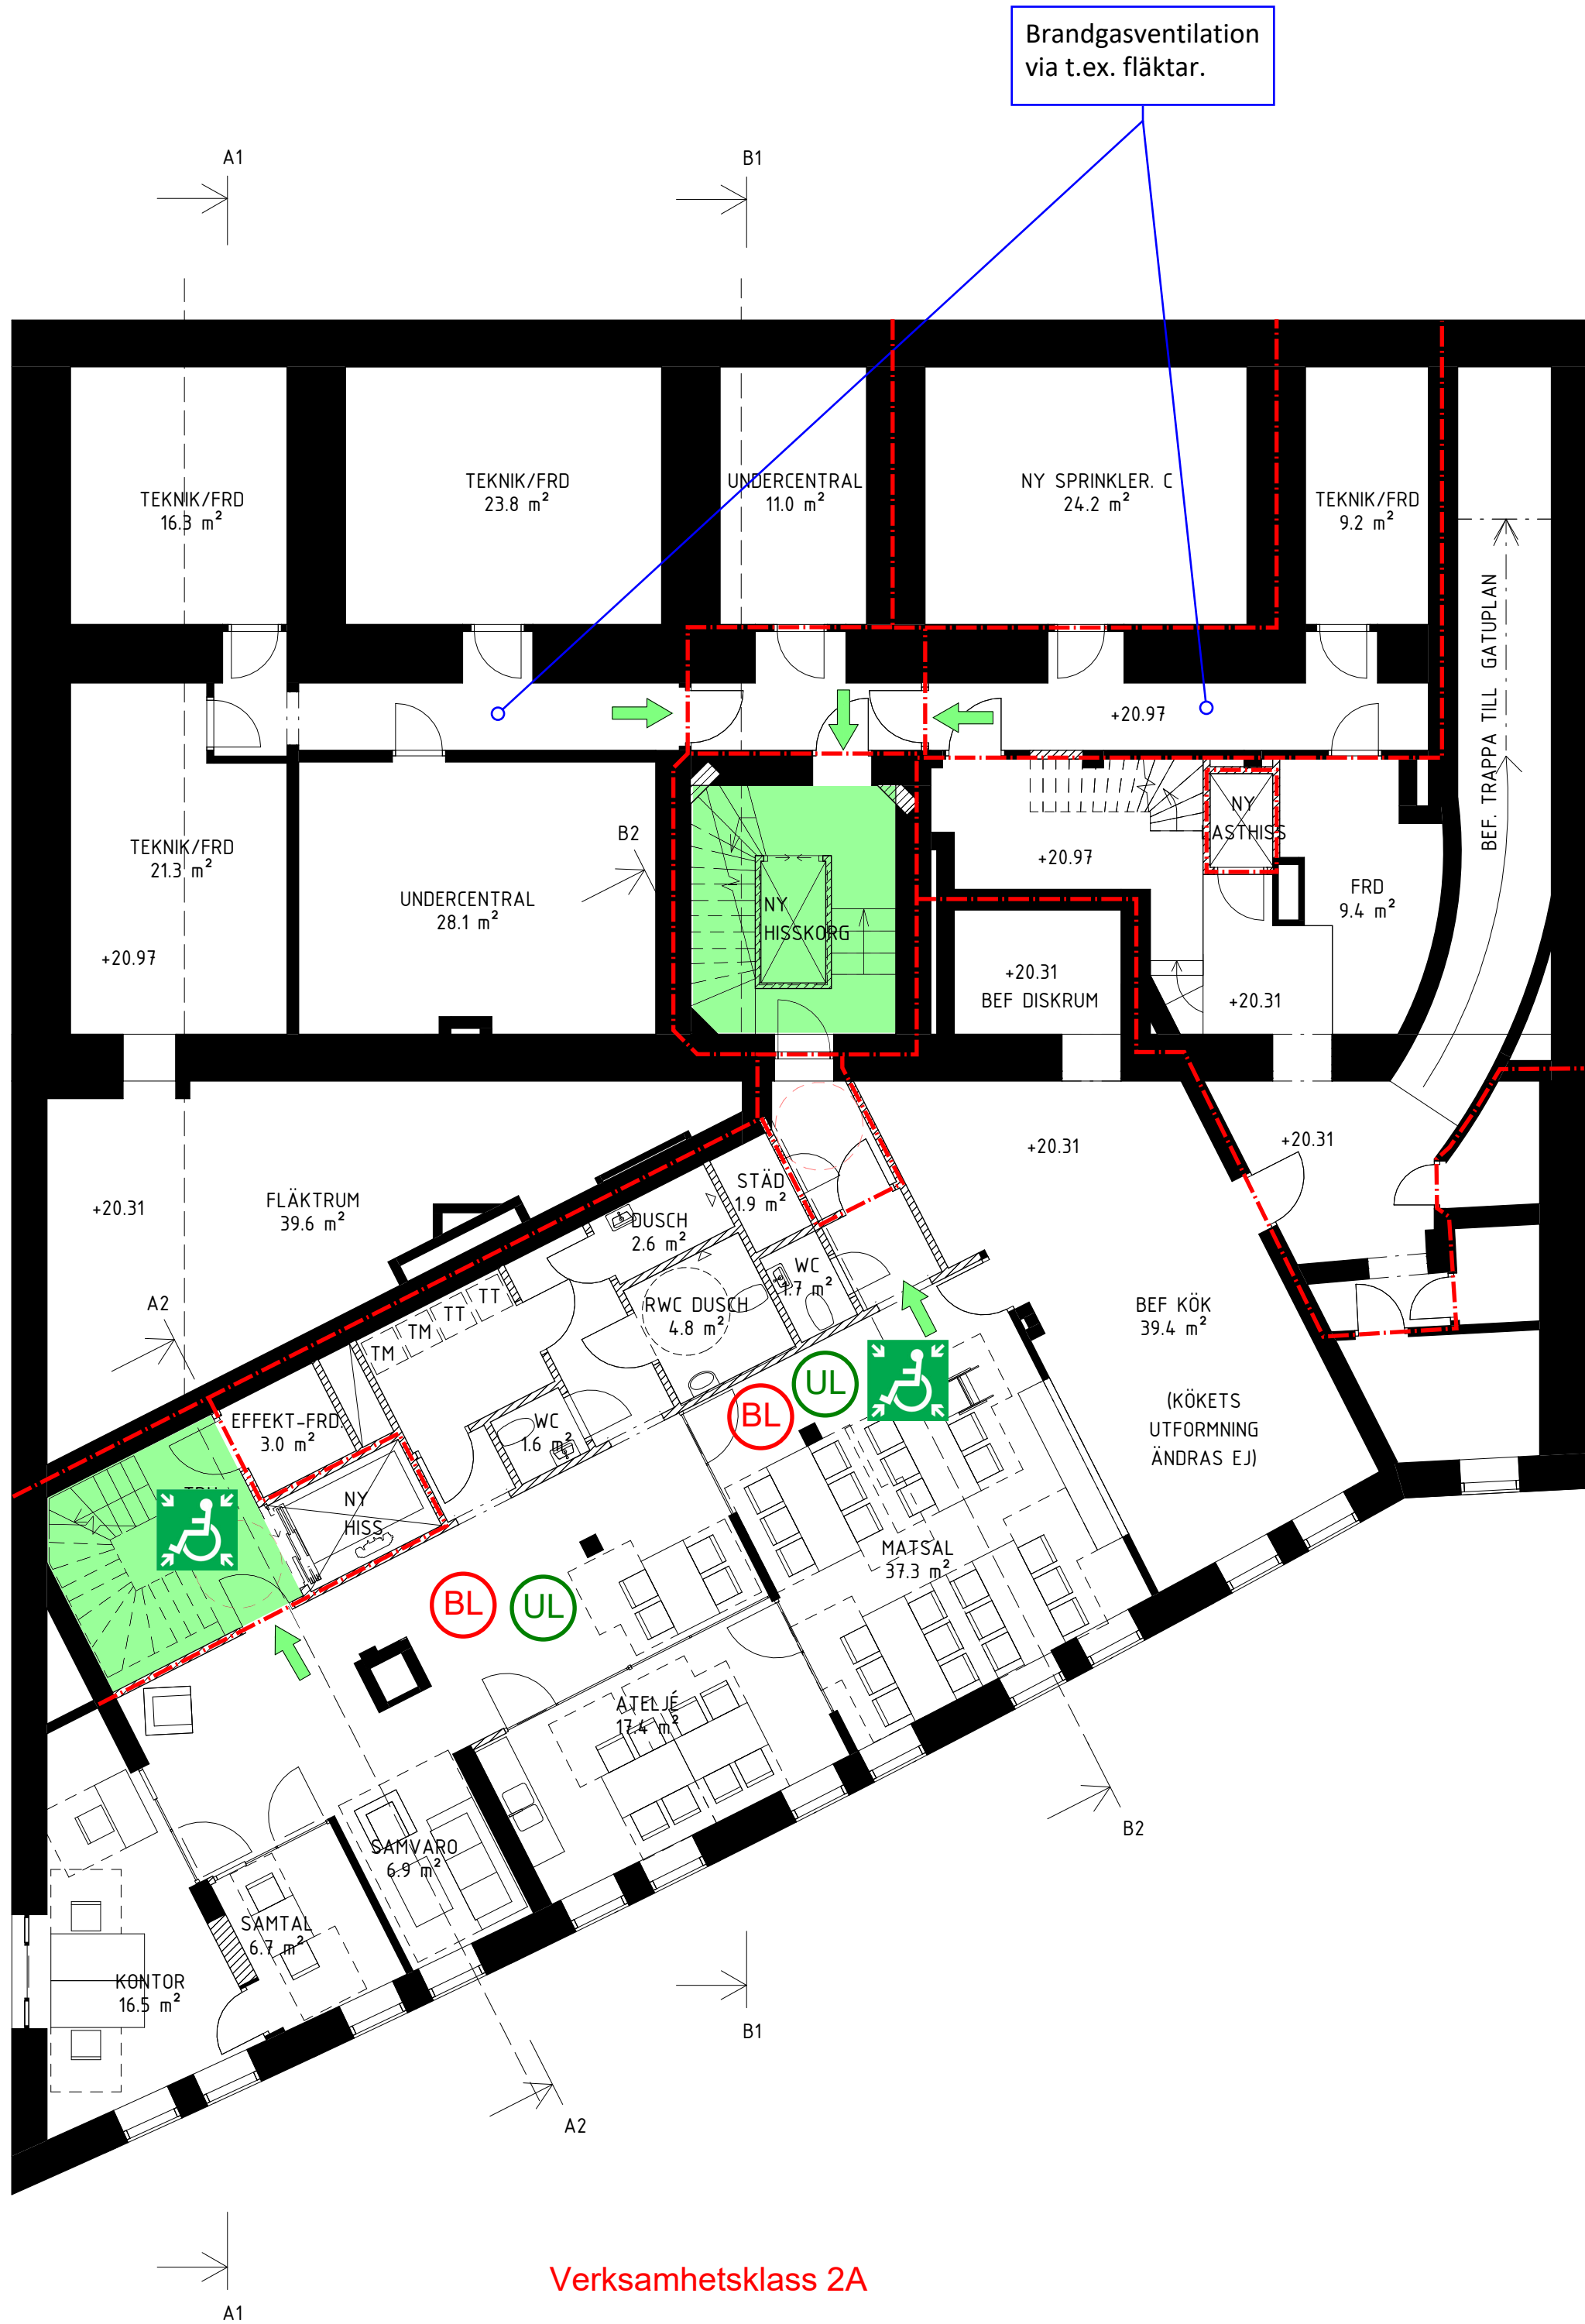 Brandgasventilation
via t.ex. fläktar.
A1
B1
TEKNIK/FRD
16.3 m²
TEKNIK/FRD
23.8 m²
UNDERCENTRAL
11.0 m²
NY SPRINKLER. C
24.2 m²
TEKNIK/FRD
9.2 m²
BEF. TRAPPA TILL GATUPLAN
+20.97
TEKNIK/FRD
21.3 m²
+20.97
UNDERCENTRAL
28.1 m²
B2
NY
HISSKORG
+20.97
NY
HASTHISS
FRD
9.4 m²
+20.31
BEF DISKRUM
+20.31
+20.31
FLÄKTRUM
39.6 m²
STÄD
1.9 m²
+20.31
+20.31
DUSCH
2.6 m²
WC
1.7 m²
RWC DUSCH
4.8 m²
A2
TM
TM
TT
TT
BEF KÖK
39.4 m²
(KÖKETS
UTFORMNING
ÄNDRAS EJ)
EFFEKT-FRD.
3.0 m²
WC
1.6 m²
BL
UL
NY
HISS
MATSAL
37.3 m²
BL
UL
ATELJÉ
17.4 m²
SAMVARO
6.9 m²
B2
SAMTAL
6.7 m²
KONTOR
16.5 m²
B1
A2
Verksamhetsklass 2A
A1